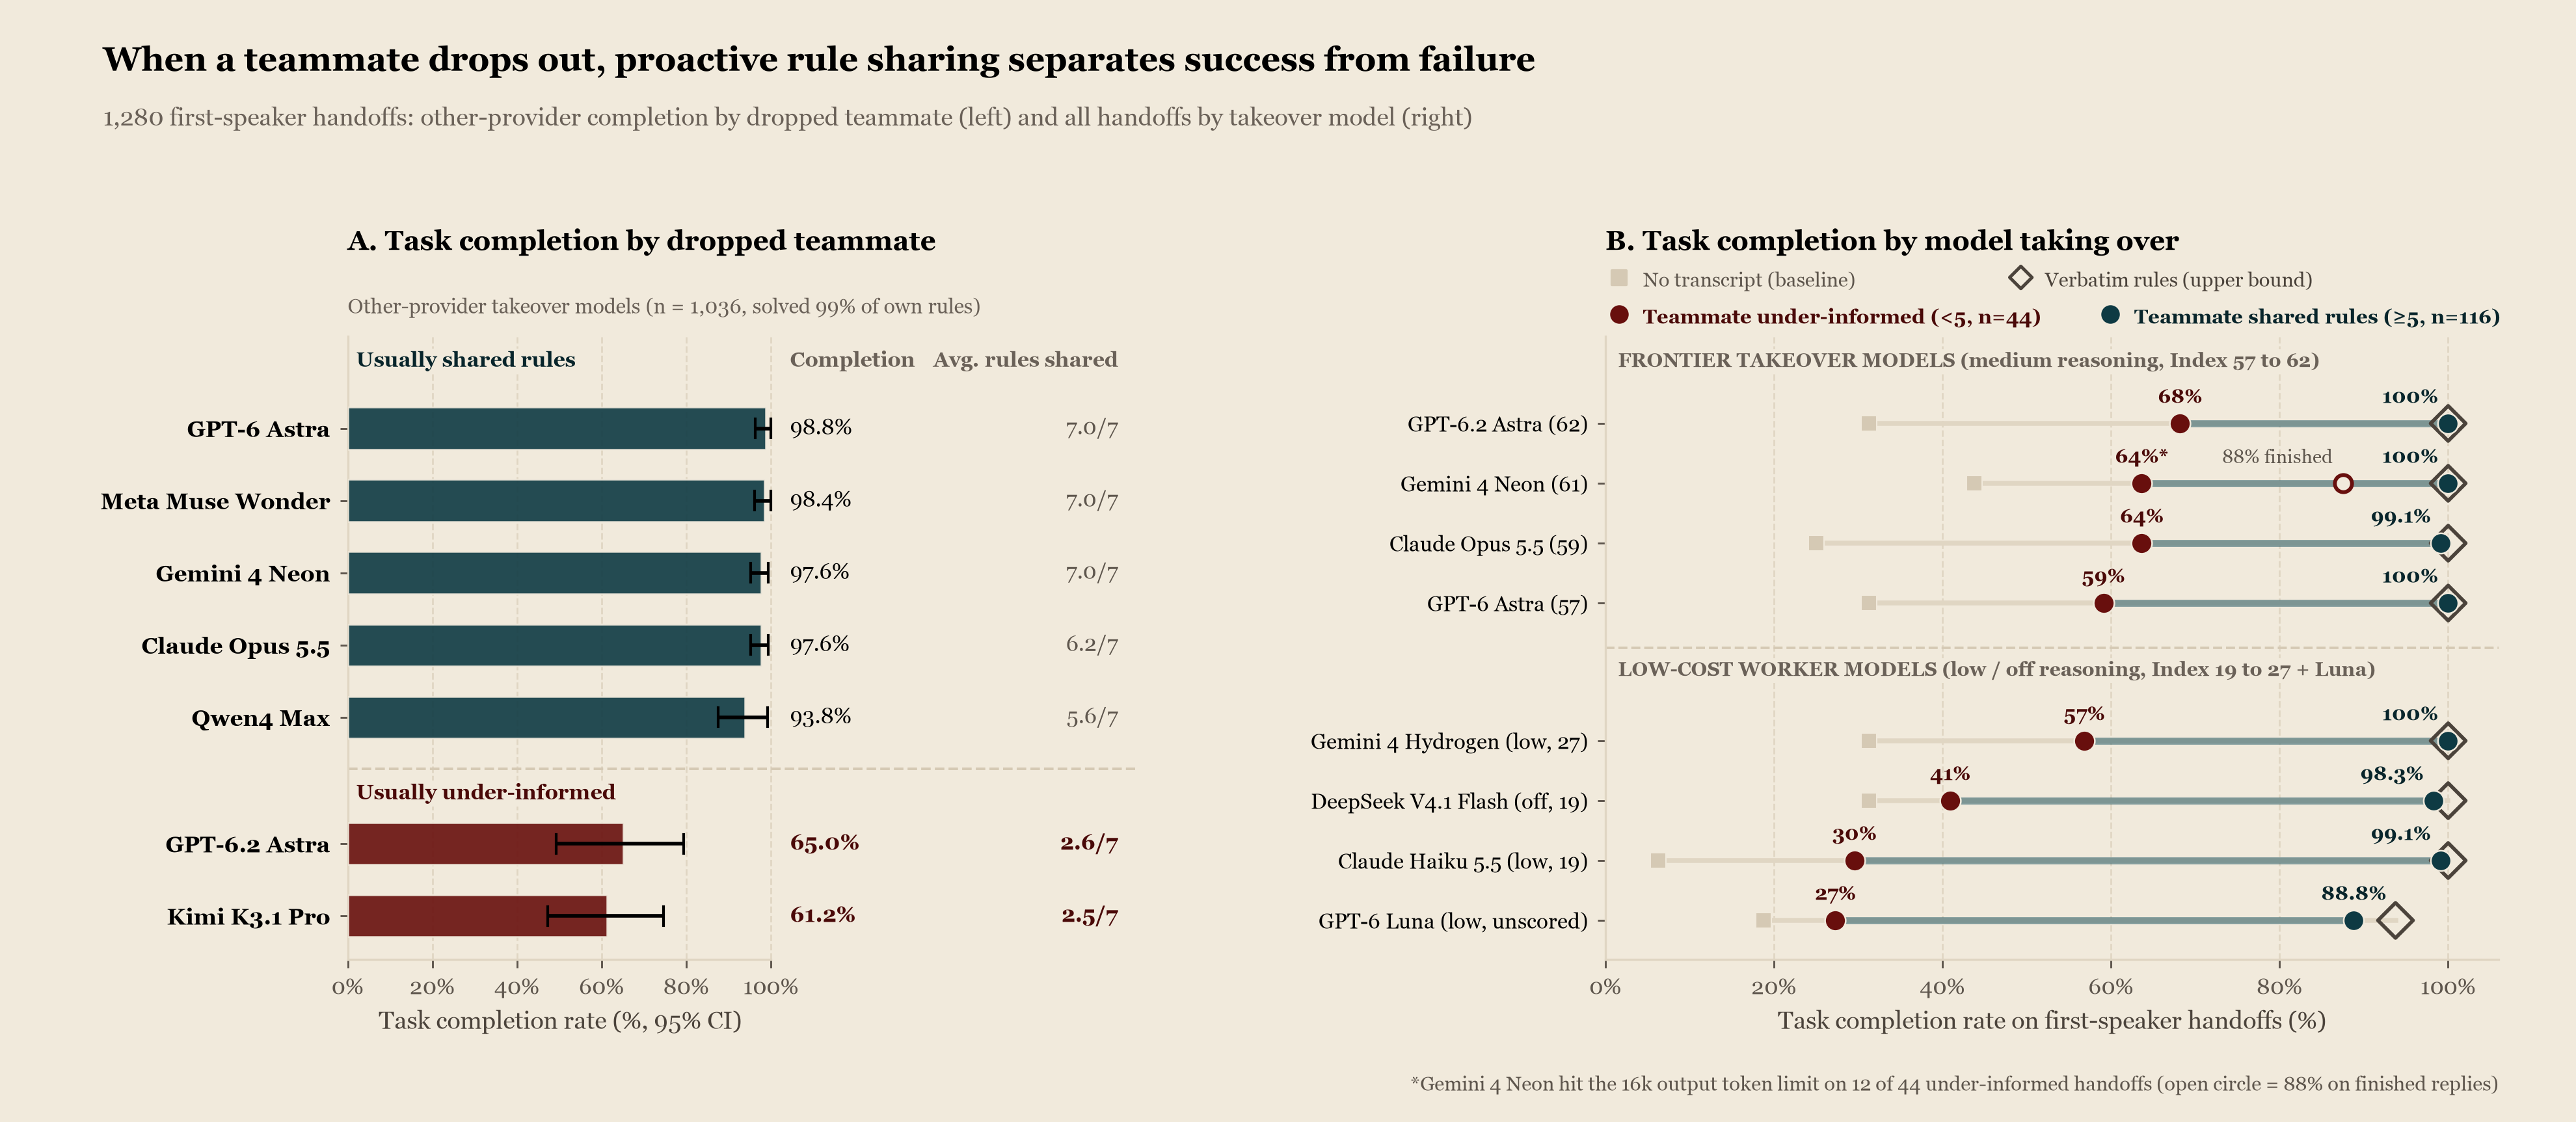 When a teammate drops out, proactive rule sharing separates success from failure
1,280 first-speaker handoffs: other-provider completion by dropped teammate (left) and all handoffs by takeover model (right)
A. Task completion by dropped teammate
Other-provider takeover models (n = 1,036, solved 99% of own rules)
Usually shared rules Completion Avg. rules shared
GPT-6 Astra 98.8% 7.0/7
Meta Muse Wonder 98.4% 7.0/7
Gemini 4 Neon 97.6% 7.0/7
Claude Opus 5.5 97.6% 6.2/7
Qwen4 Max 93.8% 5.6/7
Usually under-informed
GPT-6.2 Astra 65.0% 2.6/7
Kimi K3.1 Pro 61.2% 2.5/7
0% 20% 40% 60% 80% 100%
Task completion rate (%, 95% CI)
B. Task completion by model taking over
No transcript (baseline) Verbatim rules (upper bound)
Teammate under-informed (<5, n=44) Teammate shared rules (≥5, n=116)
FRONTIER TAKEOVER MODELS (medium reasoning, Index 57 to 62)
GPT-6.2 Astra (62) 68% 100%
Gemini 4 Neon (61) 64%* 88% finished 100%
Claude Opus 5.5 (59) 64% 99.1%
GPT-6 Astra (57) 59% 100%
LOW-COST WORKER MODELS (low / off reasoning, Index 19 to 27 + Luna)
Gemini 4 Hydrogen (low, 27) 57% 100%
DeepSeek V4.1 Flash (off, 19) 41% 98.3%
Claude Haiku 5.5 (low, 19) 30% 99.1%
GPT-6 Luna (low, unscored) 27% 88.8%
0% 20% 40% 60% 80% 100%
Task completion rate on first-speaker handoffs (%)
*Gemini 4 Neon hit the 16k output token limit on 12 of 44 under-informed handoffs (open circle = 88% on finished replies)